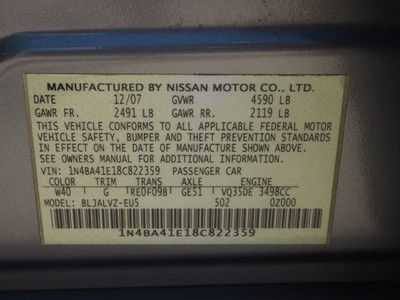 MANUFACTURED BY NISSAN MOTOR CO., LTD.
DATE 12/07 GVWR 4590 LB
GAWR FR. 2491 LB GAWR RR. 2119 LB
THIS VEHICLE CONFORMS TO ALL APPLICABLE FEDERAL MOTOR
VEHICLE SAFETY, BUMPER AND THEFT PREVENTION STANDARDS
IN EFFECT ON THE DATE OF MANUFACTURE SHOWN ABOVE.
SEE OWNERS MANUAL FOR ADDITIONAL INFORMATION.
VIN: 1N4BA41E18C822359 PASSENGER CAR
COLOR TRIM TRANS AXLE ENGINE
W40 G RE0F09B GE51 VQ35DE 3498CC
MODEL: BLJALVZ-EU5 502 0Z000
1N4BA41E18C822359